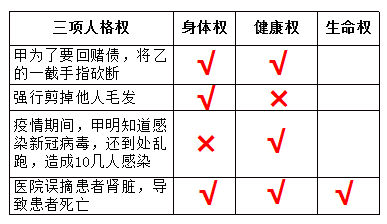 三项人格权 身体权 健康权 生命权
甲为了要回赌债，将乙
的一截手指砍断 √ √
强行剪掉他人毛发 √ ×
疫情期间，甲明知道感
染新冠病毒，还到处乱
跑，造成10几人感染 × √
医院误摘患者肾脏，导
致患者死亡 √ √ √